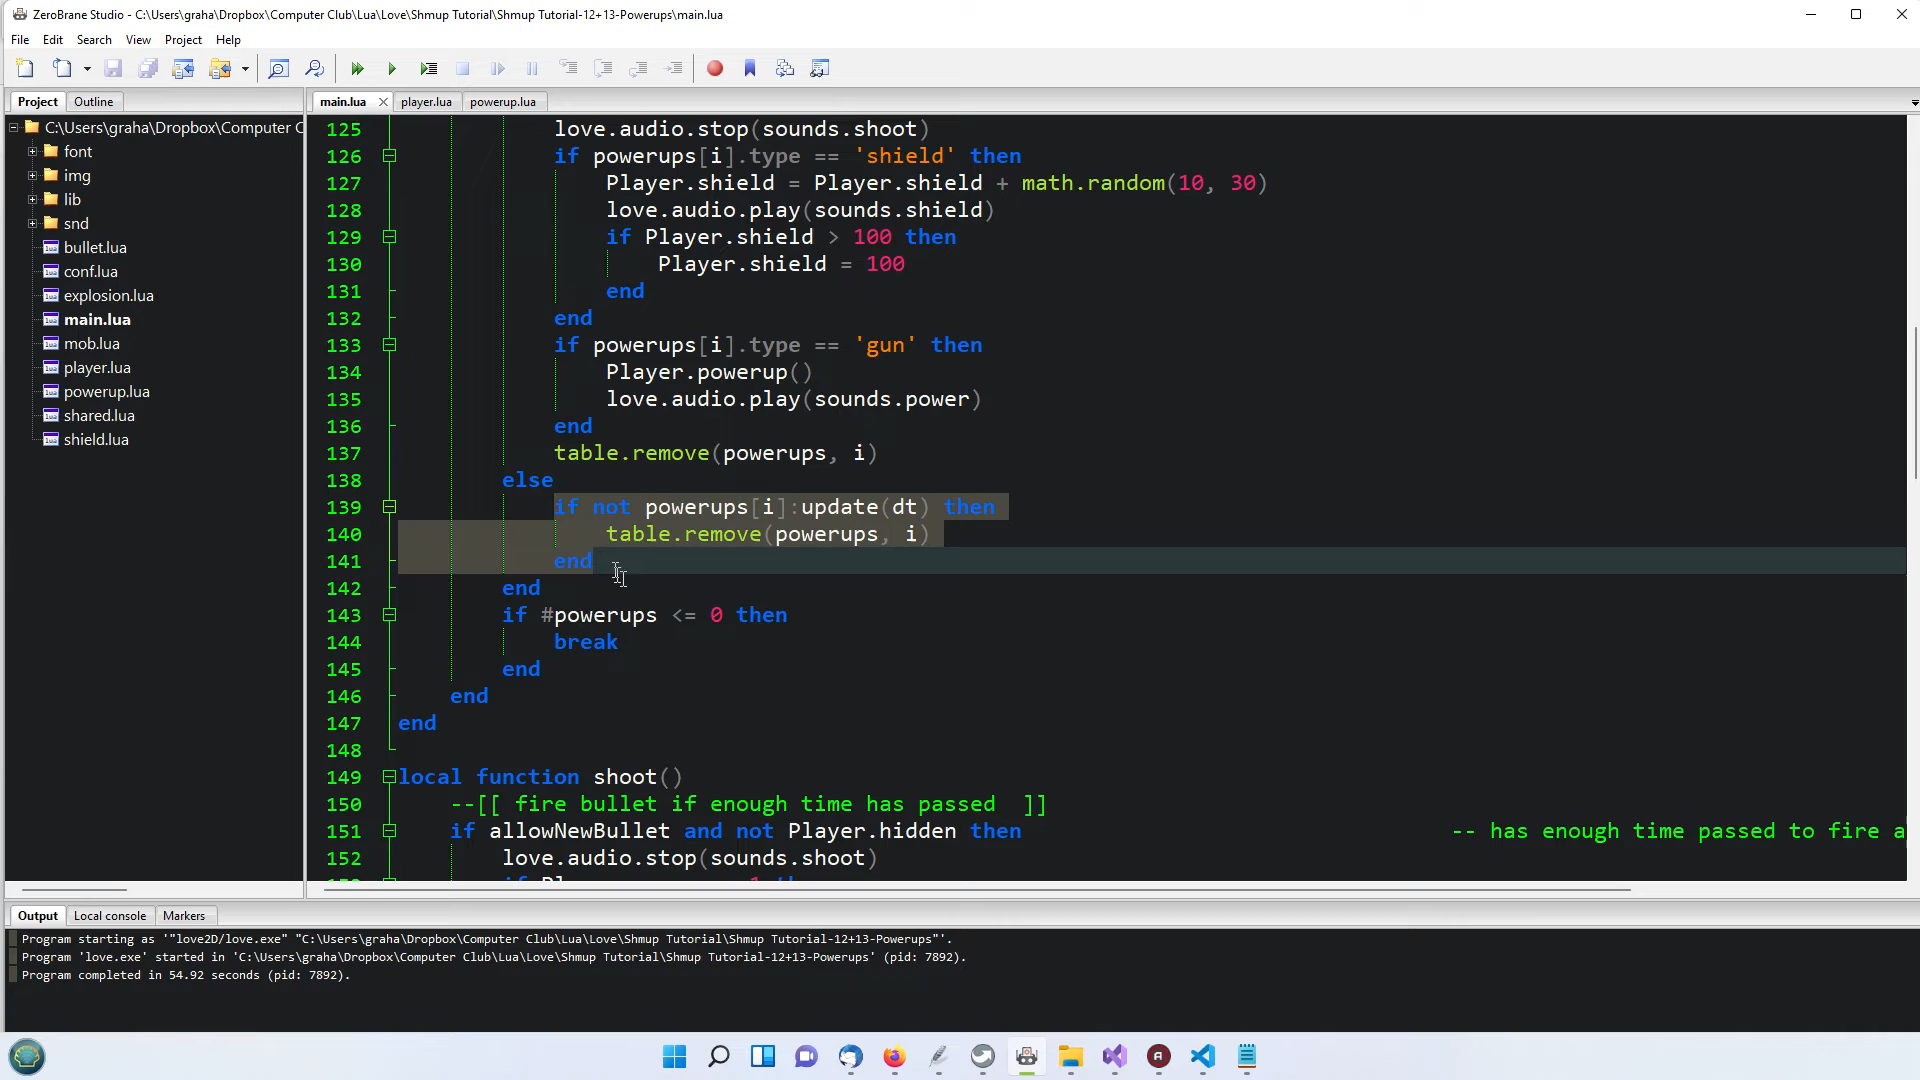 ZeroBrane Studio - C:\Users\graha\Dropbox\Computer Club\Lua\Love\Shmup Tutorial\Shmup Tutorial-12+13-Powerups\main.lua
File Edit Search View Project Help
Project Outline
main.lua player.lua powerup.lua
C:\Users\graha\Dropbox\Computer C
font
img
lib
snd
bullet.lua
conf.lua
explosion.lua
main.lua
mob.lua
player.lua
powerup.lua
shared.lua
shield.lua
125 love.audio.stop(sounds.shoot)
126 if powerups[i].type == 'shield' then
127 Player.shield = Player.shield + math.random(10, 30)
128 love.audio.play(sounds.shield)
129 if Player.shield > 100 then
130 Player.shield = 100
131 end
132 end
133 if powerups[i].type == 'gun' then
134 Player.powerup()
135 love.audio.play(sounds.power)
136 end
137 table.remove(powerups, i)
138 else
139 if not powerups[i]:update(dt) then
140 table.remove(powerups, i)
141 end
142 end
143 if #powerups <= 0 then
144 break
145 end
146 end
147 end
148
149 local function shoot()
150 --[[ fire bullet if enough time has passed ]]
151 if allowNewBullet and not Player.hidden then -- has enough time passed to fire a
152 love.audio.stop(sounds.shoot)
Output Local console Markers
Program starting as '"love2D/love.exe" "C:\Users\graha\Dropbox\Computer Club\Lua\Love\Shmup Tutorial\Shmup Tutorial-12+13-Powerups"'.
Program 'love.exe' started in 'C:\Users\graha\Dropbox\Computer Club\Lua\Love\Shmup Tutorial\Shmup Tutorial-12+13-Powerups' (pid: 7892).
Program completed in 54.92 seconds (pid: 7892).